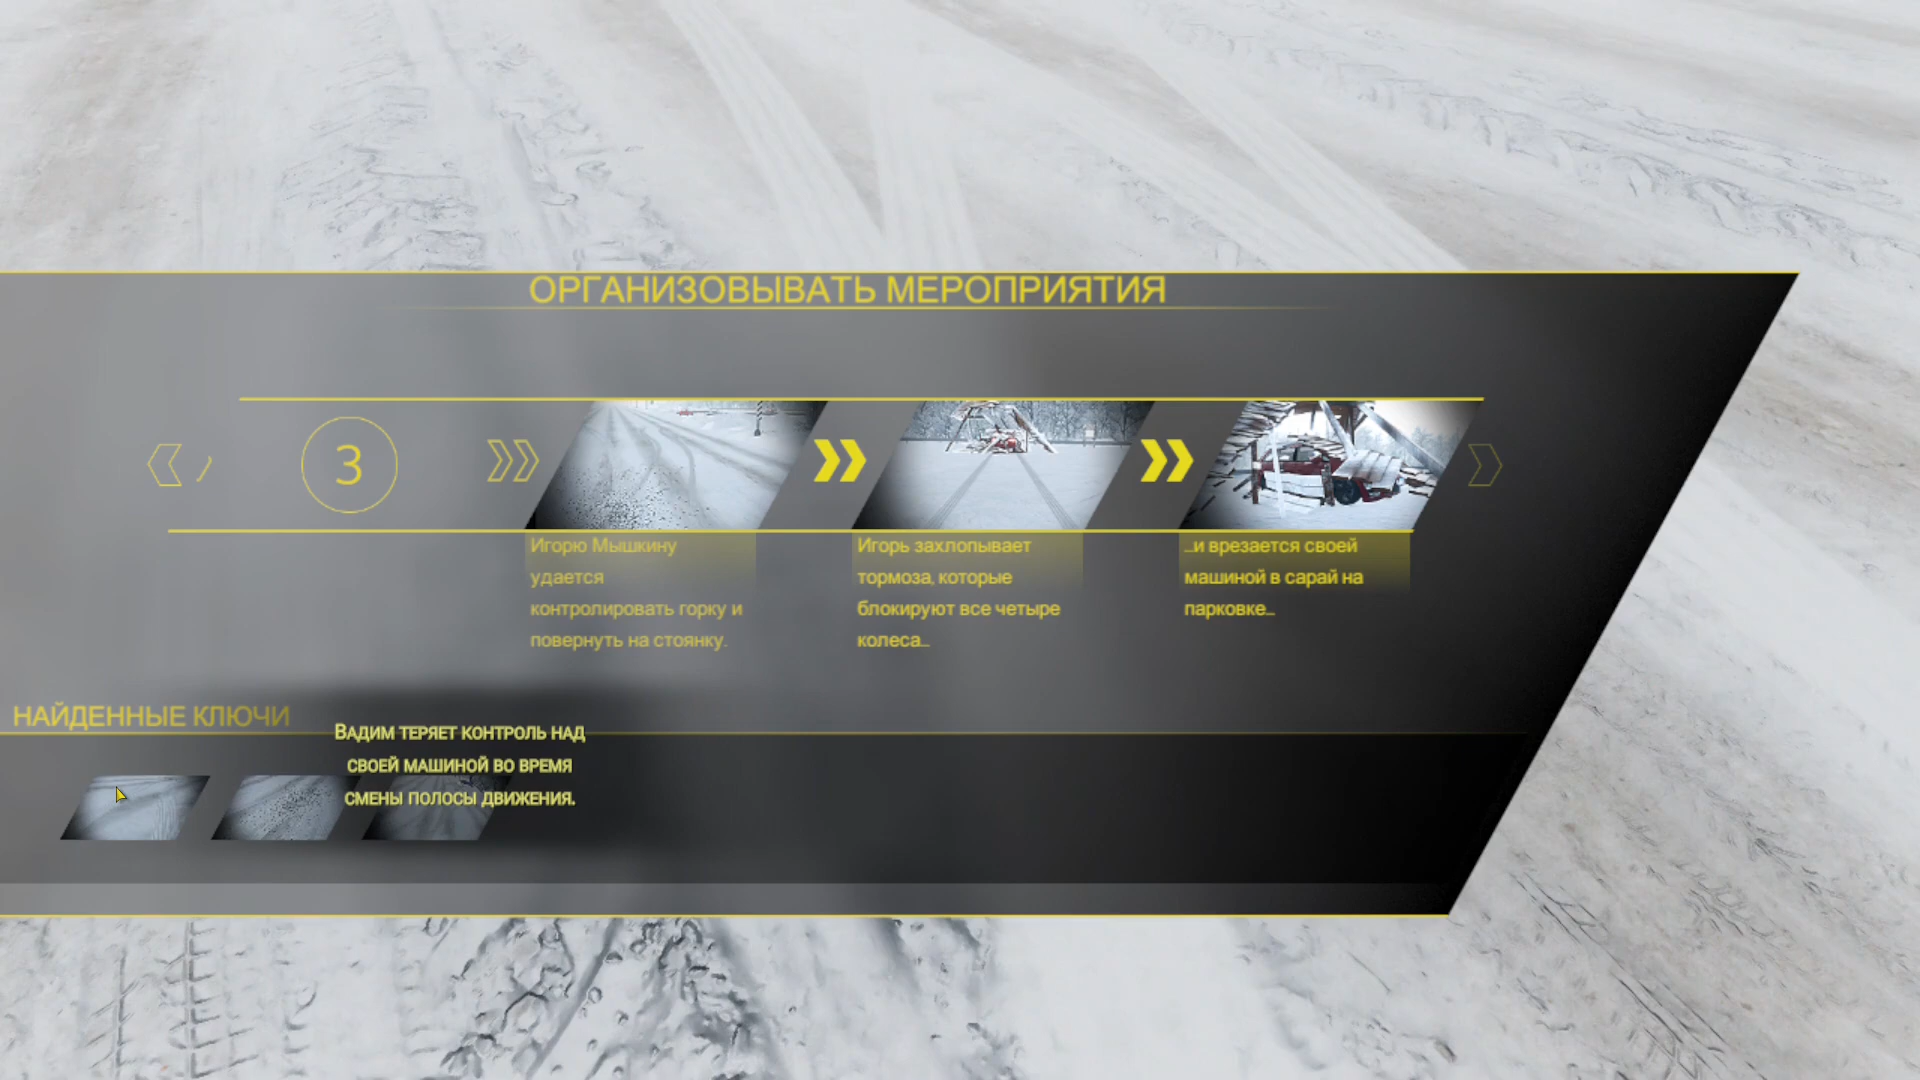 ОРГАНИЗОВЫВАТЬ МЕРОПРИЯТИЯ
3
Игорю Мышкину
удается
контролировать горку и
повернуть на стоянку.
Игорь захлопывает
тормоза, которые
блокируют все четыре
колеса...
...и врезается своей
машиной в сарай на
парковке...
НАЙДЕННЫЕ КЛЮЧИ
Вадим теряет контроль над
своей машиной во время
смены полосы движения.